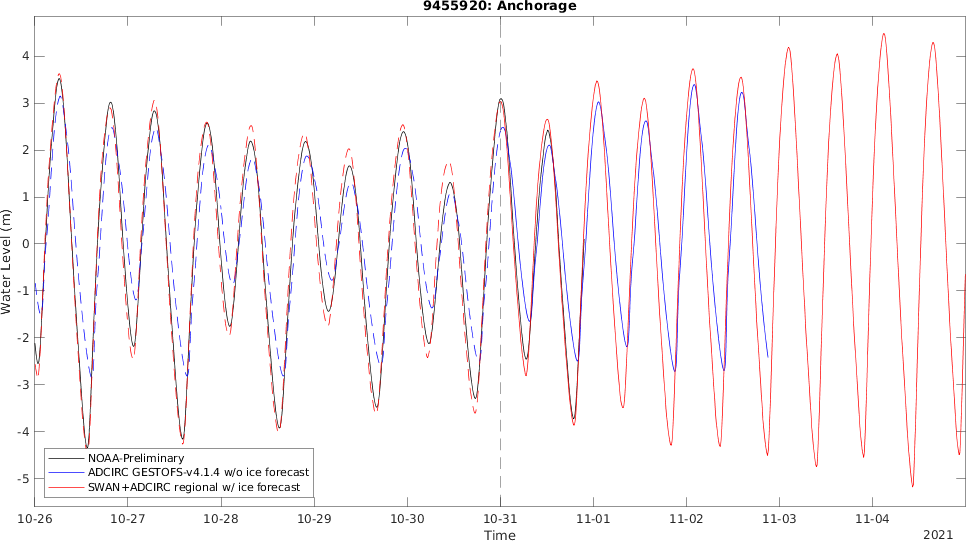 9455920: Anchorage
Water Level (m)
4
3
2
1
0
-1
-2
-3
-4
-5
NOAA-Preliminary
ADCIRC GESTOFS-v4.1.4 w/o ice forecast
SWAN+ADCIRC regional w/ ice forecast
10-26 10-27 10-28 10-29 10-30 10-31 11-01 11-02 11-03 11-04
Time
2021